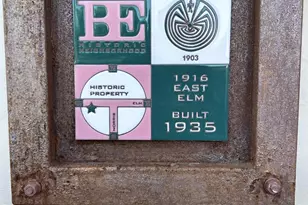 BE
HISTORIC
NEIGHBORHOOD
1903
HISTORIC
PROPERTY
ELM
1916
EAST
ELM
BUILT
1935